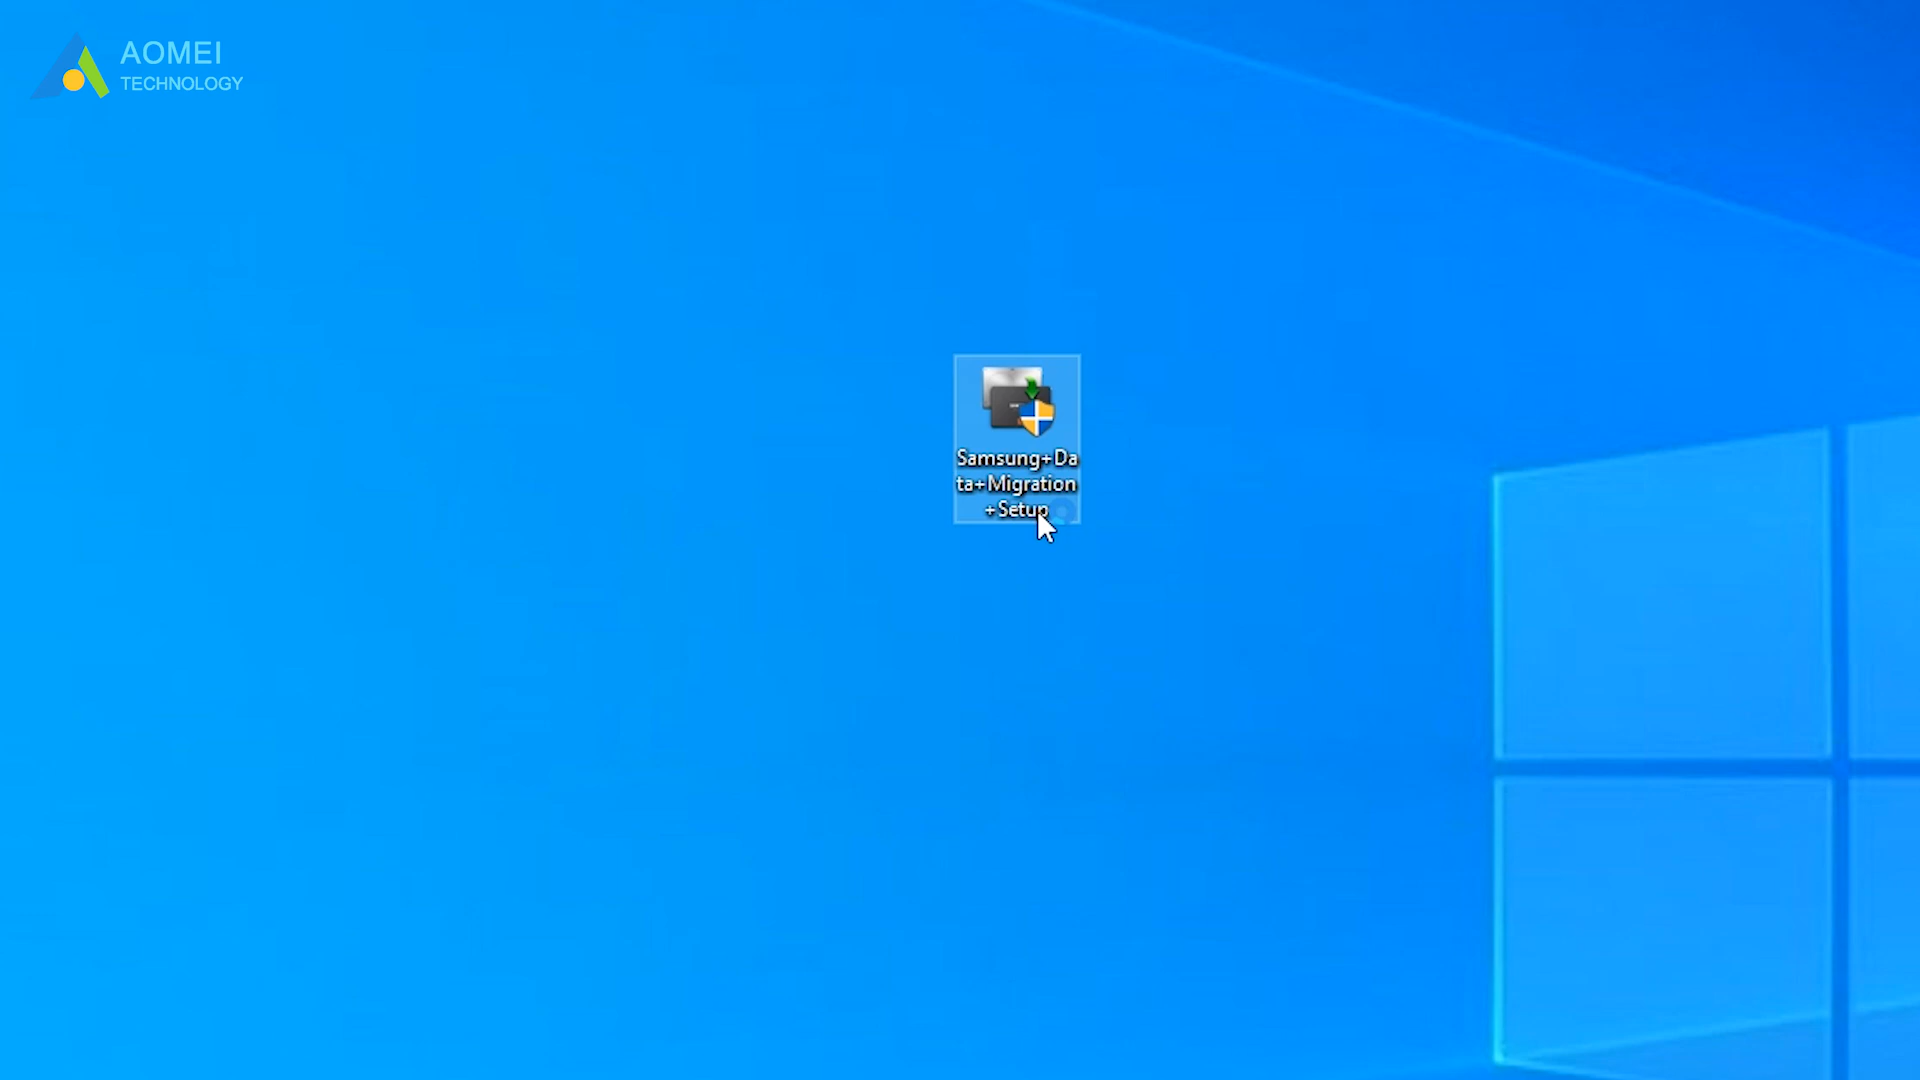 AOMEI
TECHNOLOGY
Samsung+Da
ta+Migration
+Setup